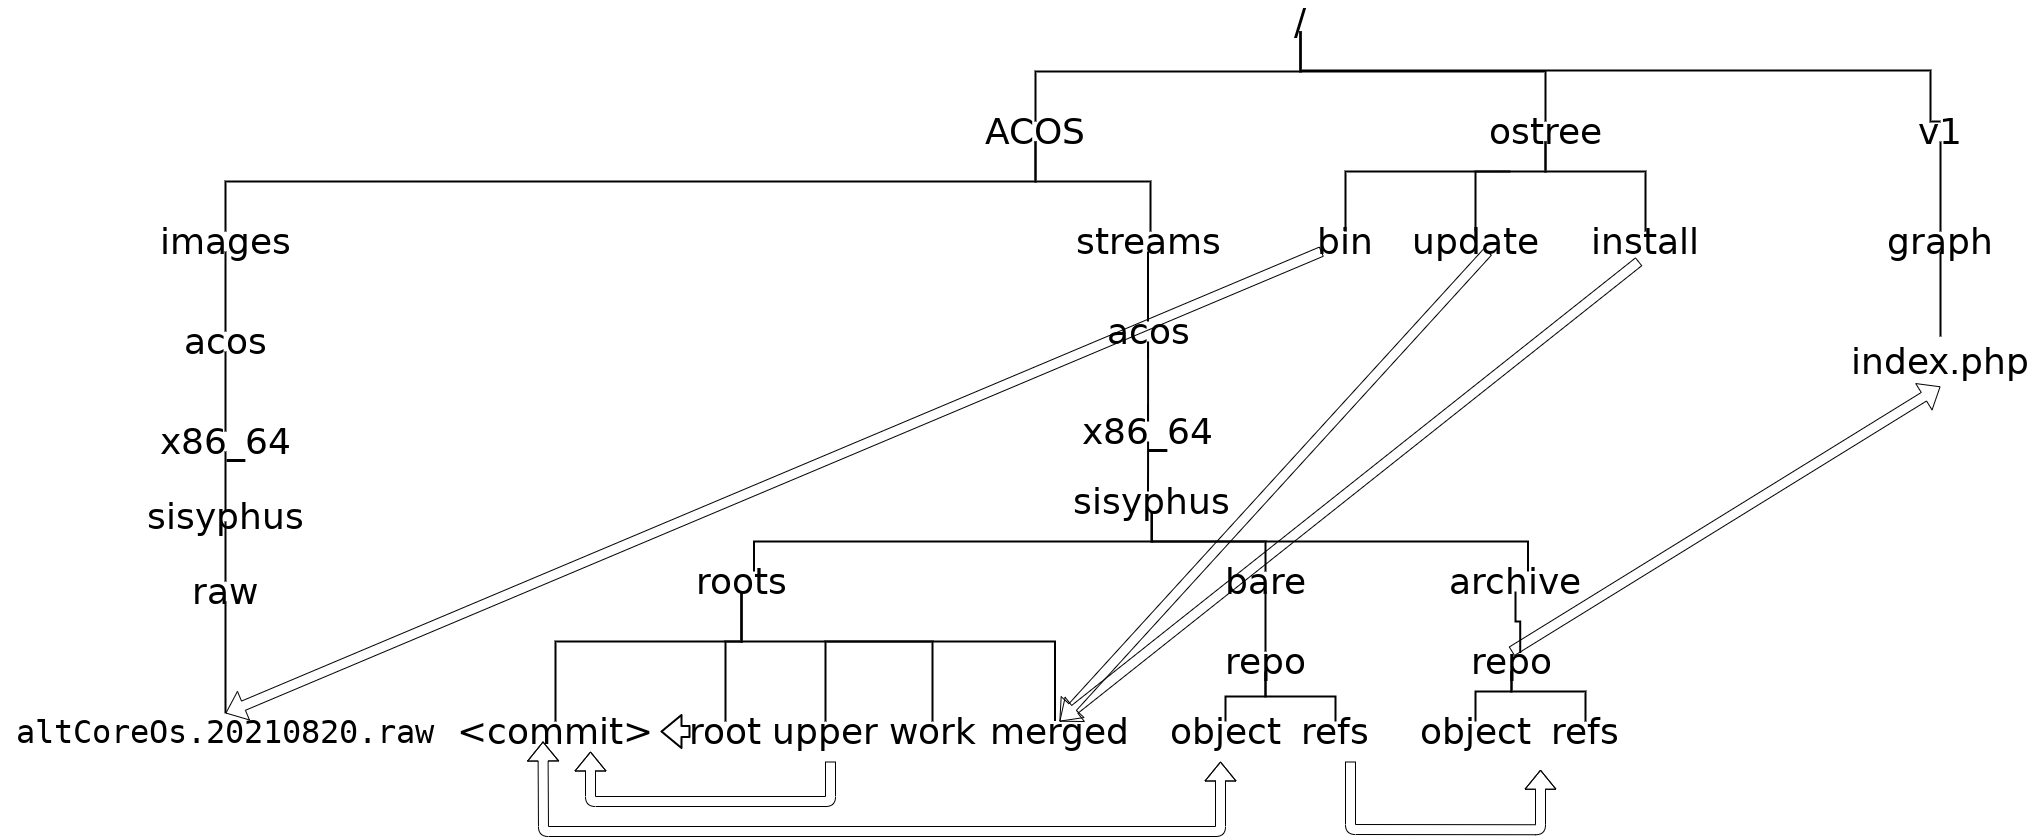 /
ACOS ostree v1
images streams bin update install graph
acos acos index.php
x86_64 x86_64
sisyphus sisyphus
raw roots bare archive
repo repo
altCoreOs.20210820.raw <commit> root upper work merged object refs object refs